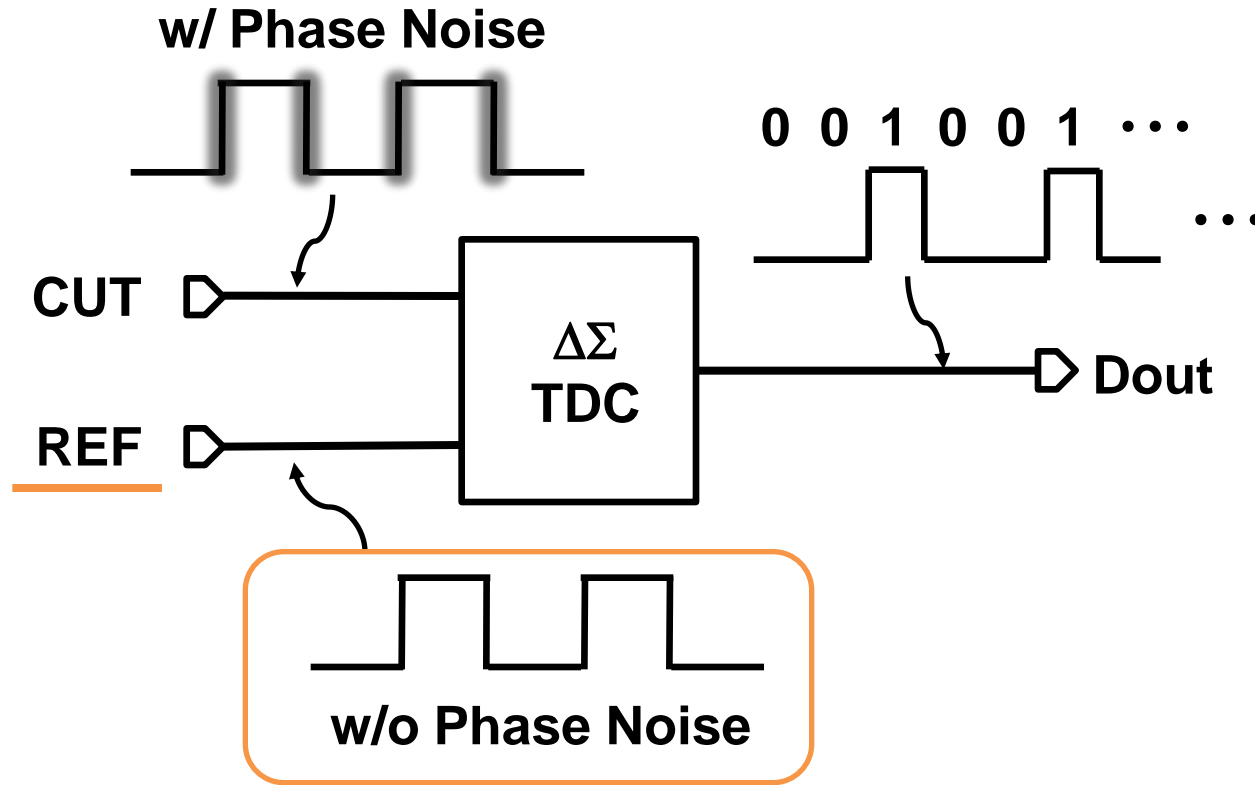 w/ Phase Noise
0 0 1 0 0 1 ···
···
CUT
ΔΣ
TDC
Dout
REF
w/o Phase Noise